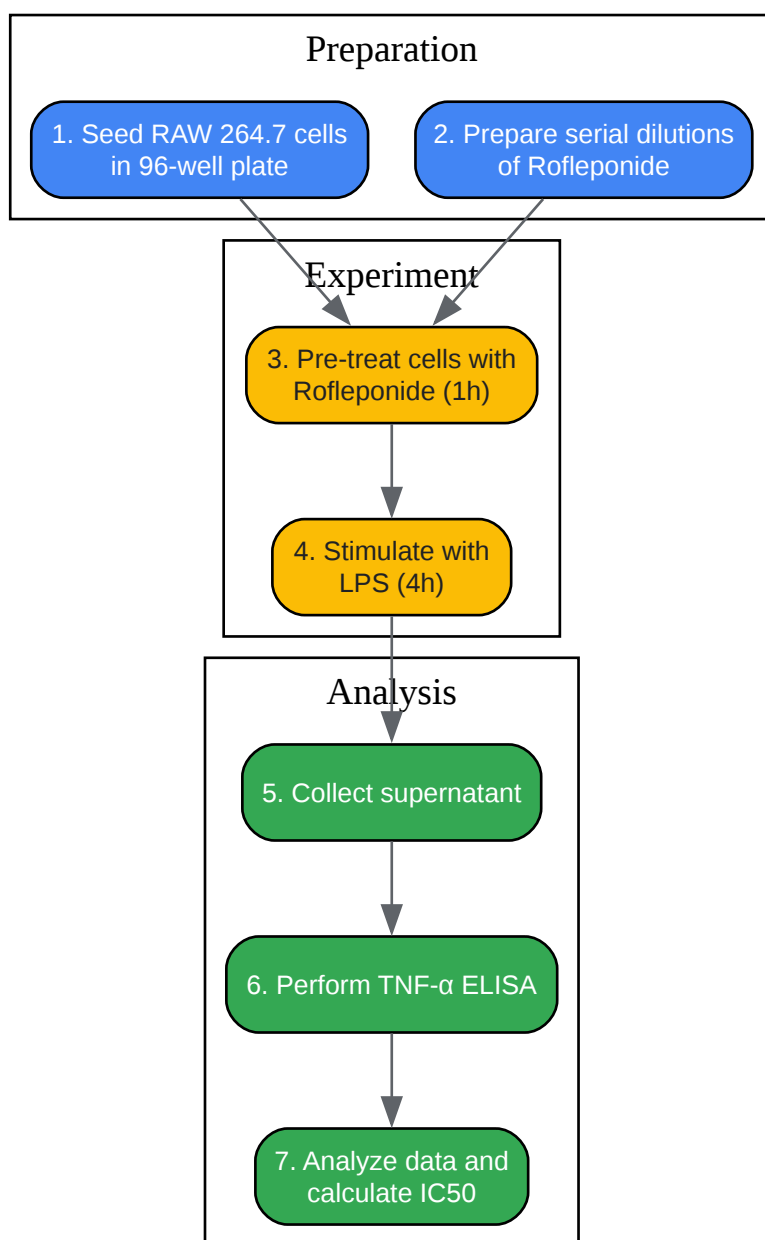 Preparation
1. Seed RAW 264.7 cells
in 96-well plate
2. Prepare serial dilutions
of Rofleponide
Experiment
3. Pre-treat cells with
Rofleponide (1h)
4. Stimulate with
LPS (4h)
Analysis
5. Collect supernatant
6. Perform TNF-α ELISA
7. Analyze data and
calculate IC50